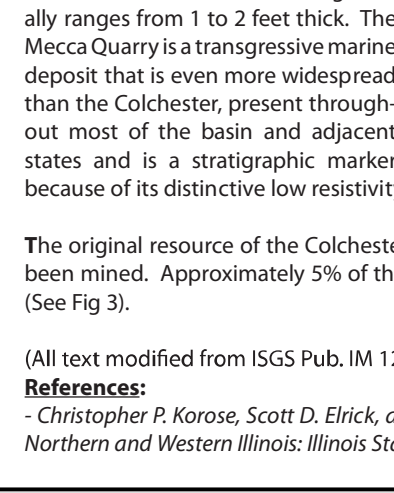 ally ranges from 1 to 2 feet thick.  The
Mecca Quarry is a transgressive marine
deposit that is even more widespread
than the Colchester, present through-
out most of the basin and adjacent
states and is a stratigraphic marker
because of its distinctive low resistivit
The original resource of the Colcheste
been mined.  Approximately 5% of th
(See Fig 3).
(All text modified from ISGS Pub. IM 12
References:
- Christopher P. Korose, Scott D. Elrick, a
Northern and Western Illinois: Illinois Sta